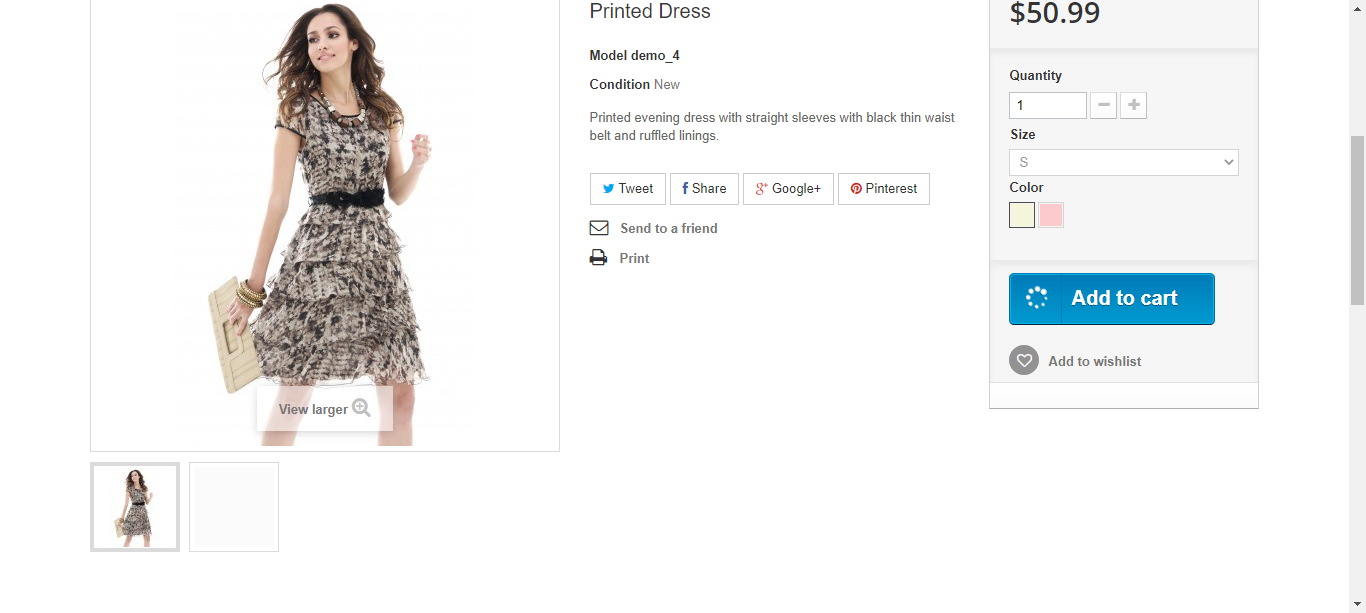 Printed Dress
Model demo_4
Condition New
Printed evening dress with straight sleeves with black thin waist
belt and ruffled linings.
Tweet
Share
Google+
Pinterest
Send to a friend
Print
View larger
$50.99
Quantity
1
Size
S
Color
Add to cart
Add to wishlist